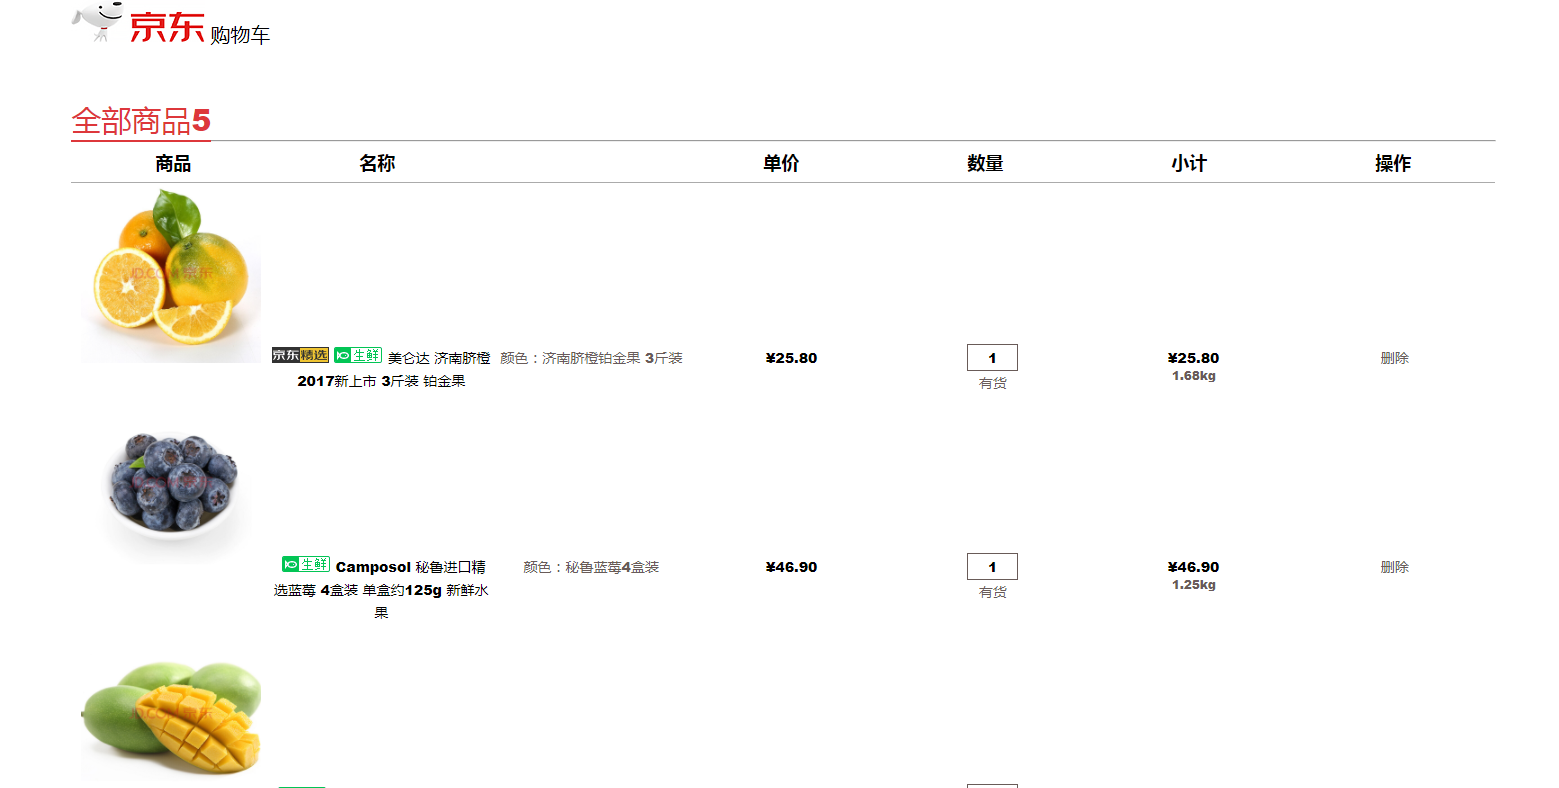 京东 购物车
全部商品5
商品 名称 单价 数量 小计 操作
JD.COM 京东
京东精选 生鲜 美仑达 济南脐橙 颜色：济南脐橙铂金果 3斤装 ¥25.80 1 ¥25.80 删除
2017新上市 3斤装 铂金果 有货 1.68kg
生鲜 Camposol 秘鲁进口精 颜色：秘鲁蓝莓4盒装 ¥46.90 1 ¥46.90 删除
选蓝莓 4盒装 单盒约125g 新鲜水 有货 1.25kg
果
JD.COM 京东